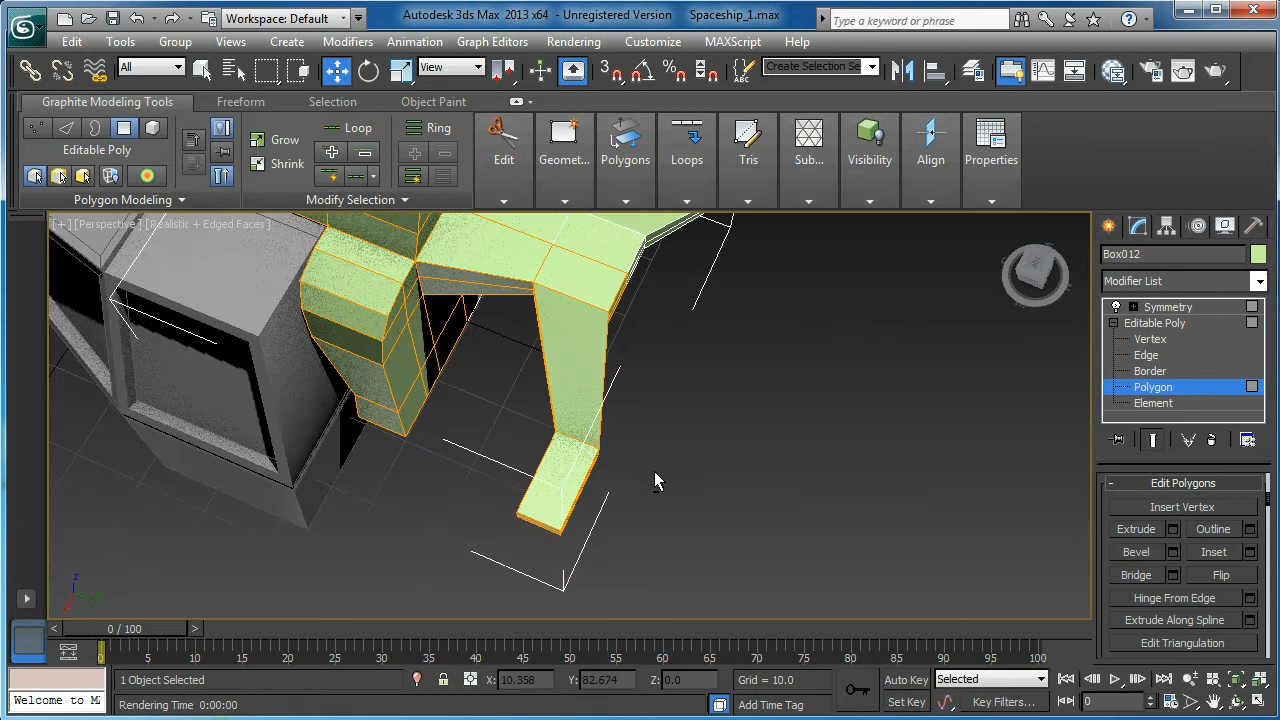 Workspace: Default
Autodesk 3ds Max 2013 x64 - Unregistered Version Spaceship_1.max
Type a keyword or phrase
Edit Tools Group Views Create Modifiers Animation Graph Editors Rendering Customize MAXScript Help
All View 3 ABC Create Selection Se
Graphite Modeling Tools Freeform Selection Object Paint
Loop Ring
Editable Poly Grow
Shrink
Edit Geomet... Polygons Loops Tris Sub... Visibility Align Properties
Polygon Modeling Modify Selection
[ + ] [Perspective ] [Realistic + Edged Faces ]
Box012
Modifier List
Symmetry
Editable Poly
Vertex
Edge
Border
Polygon
Element
Edit Polygons
Insert Vertex
Extrude Outline
Bevel Inset
Bridge Flip
Hinge From Edge
Extrude Along Spline
Edit Triangulation
z
< 0 / 100 >
0 5 10 15 20 25 30 35 40 45 50 55 60 65 70 75 80 85 90 95 100
1 Object Selected X: 10.358 Y: 82.674 Z: 0.0 Grid = 10.0 Auto Key Selected
Welcome to M Rendering Time 0:00:00 Add Time Tag Set Key Key Filters... 0